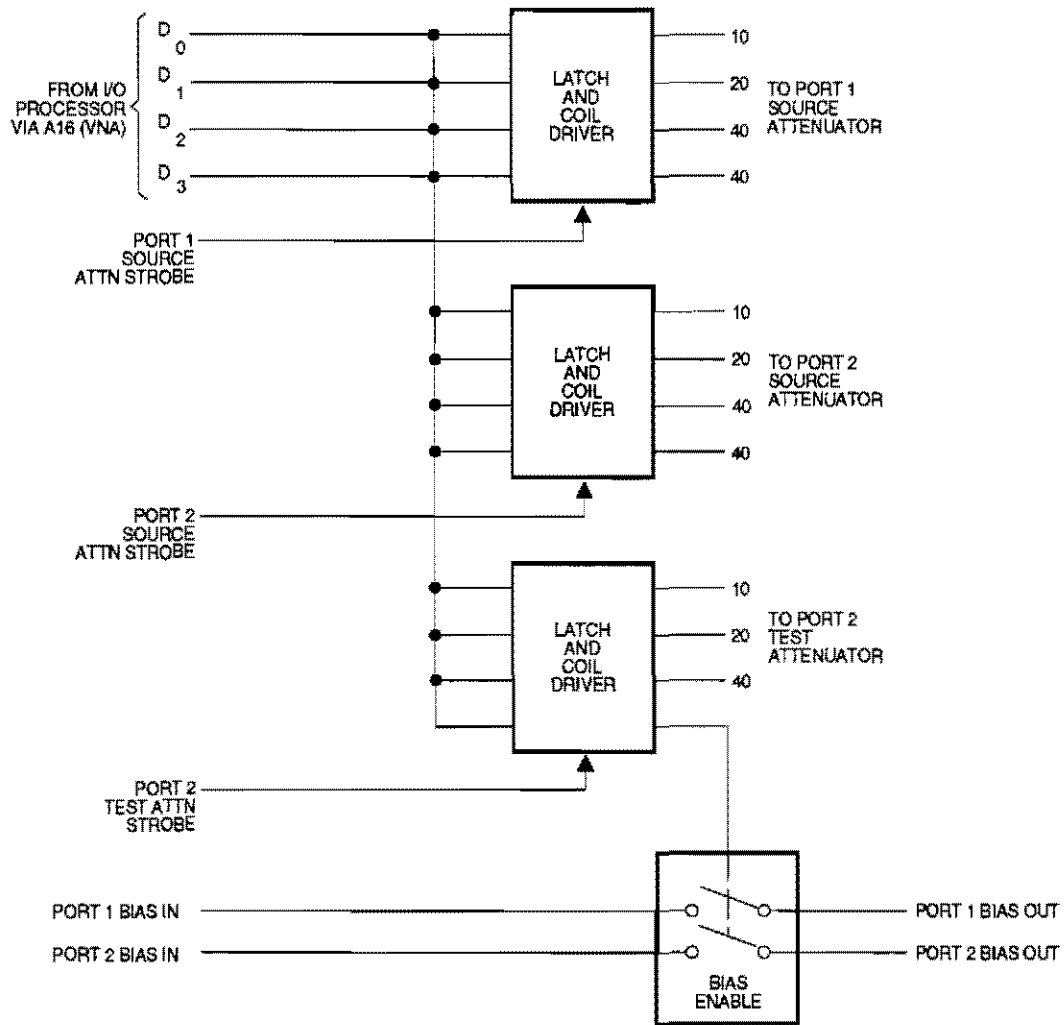 D0
D1
D2
D3
FROM I/O
PROCESSOR
VIA A16 (VNA)
LATCH
AND
COIL
DRIVER
10
20
40
40
TO PORT 1
SOURCE
ATTENUATOR
PORT 1
SOURCE
ATTN STROBE
LATCH
AND
COIL
DRIVER
10
20
40
40
TO PORT 2
SOURCE
ATTENUATOR
PORT 2
SOURCE
ATTN STROBE
LATCH
AND
COIL
DRIVER
10
20
40
TO PORT 2
TEST
ATTENUATOR
PORT 2
TEST ATTN
STROBE
PORT 1 BIAS IN
PORT 2 BIAS IN
BIAS
ENABLE
PORT 1 BIAS OUT
PORT 2 BIAS OUT